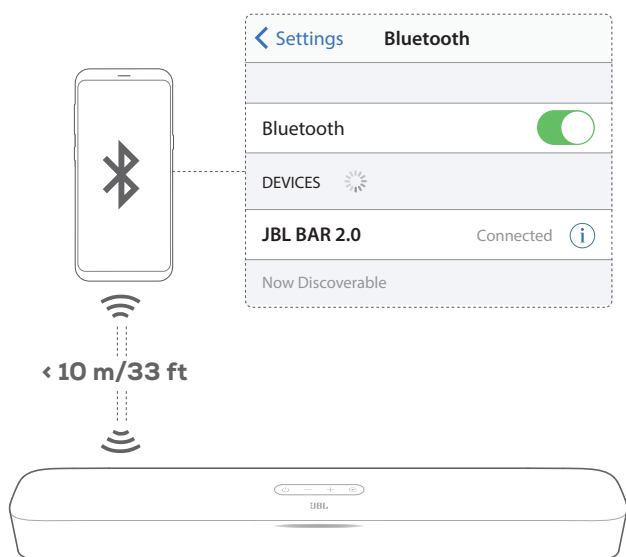 Settings Bluetooth
Bluetooth
DEVICES
JBL BAR 2.0 Connected i
Now Discoverable
‹ 10 m/33 ft
JBL